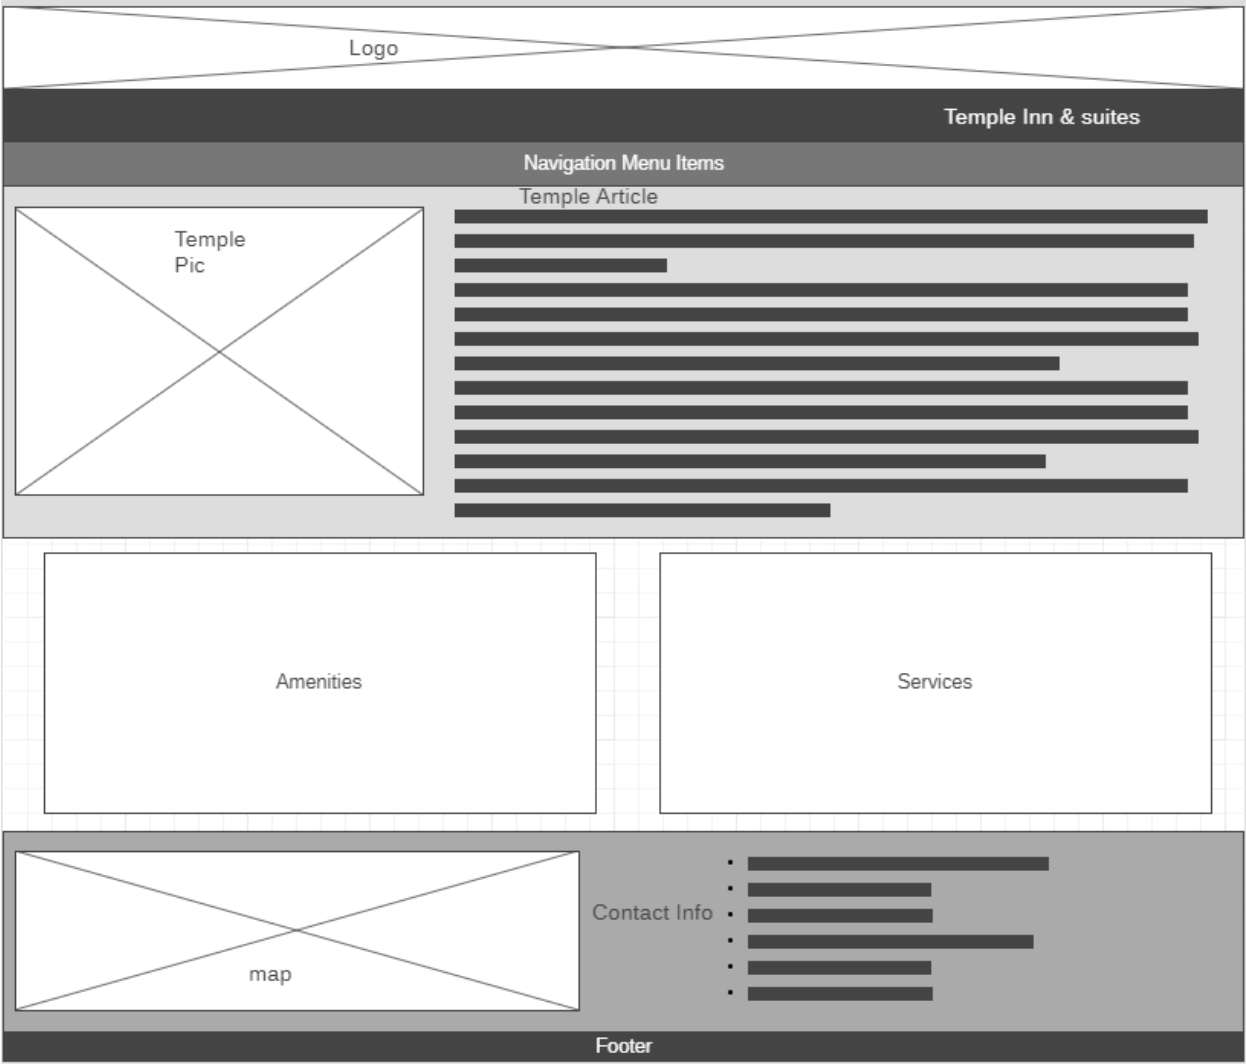 Logo
Temple Inn & suites
Navigation Menu Items
Temple Article
Temple
Pic
Amenities
Services
Contact Info
map
Footer